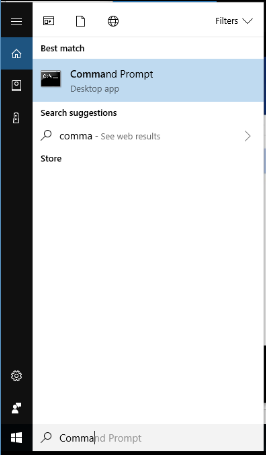 Filters
Best match
Command Prompt
Desktop app
Search suggestions
comma - See web results
Store
Command Prompt